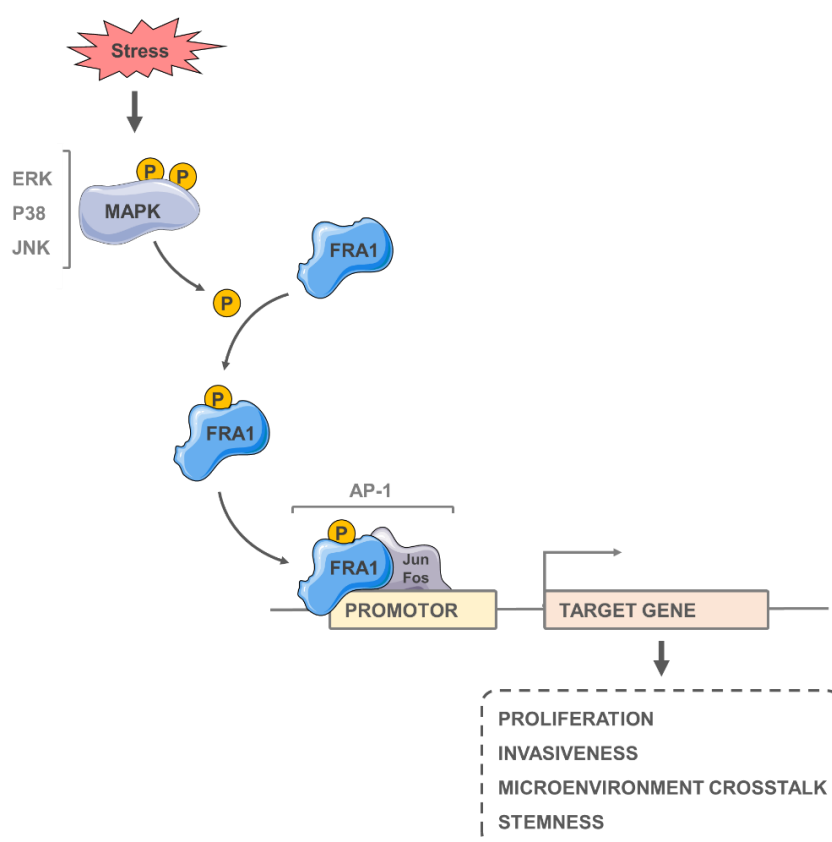 Stress
P
P
ERK
P38
JNK
MAPK
FRA1
P
P
FRA1
AP-1
P
FRA1
Jun
Fos
PROMOTOR
TARGET GENE
PROLIFERATION
INVASIVENESS
MICROENVIRONMENT CROSSTALK
STEMNESS